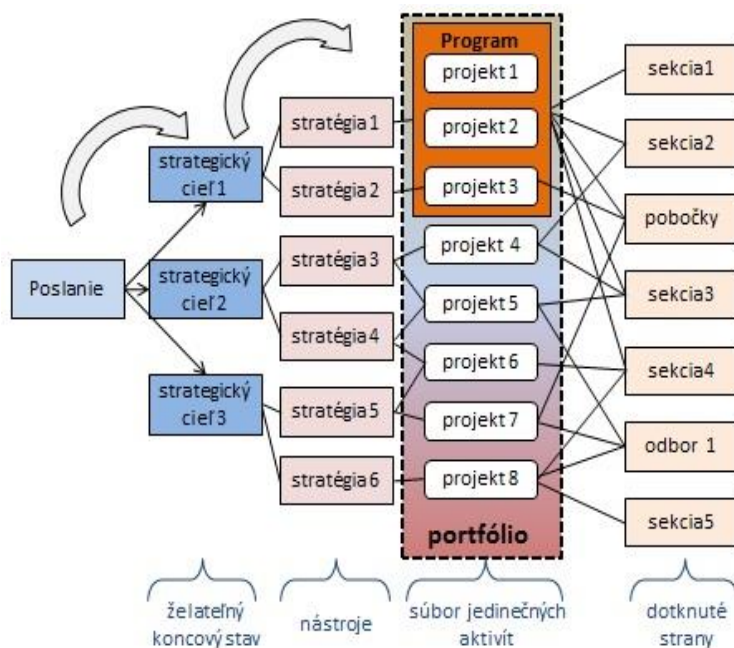 Poslanie
strategický
cieľ 1
strategický
cieľ 2
strategický
cieľ 3
stratégia 1
stratégia 2
stratégia 3
stratégia 4
stratégia 5
stratégia 6
Program
projekt 1
projekt 2
projekt 3
projekt 4
projekt 5
projekt 6
projekt 7
projekt 8
portfólio
sekcia1
sekcia2
pobočky
sekcia3
sekcia4
odbor 1
sekcia5
želateľný
koncový stav
nástroje
súbor jedinečných
aktivít
dotknuté
strany